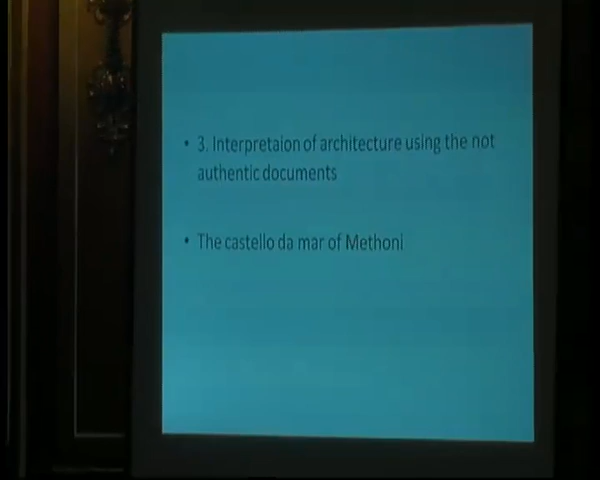 • 3. Interpretaion of architecture using the not
authentic documents
• The castello da mar of Methoni